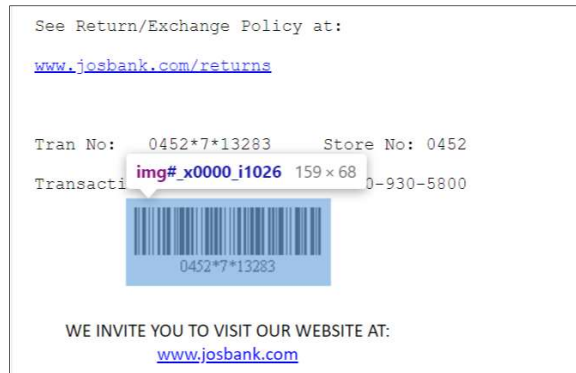 See Return/Exchange Policy at:
www.josbank.com/returns
Tran No: 0452*7*13283 Store No: 0452
img#_x0000_i1026 159 × 68
Transacti 0-930-5800
0452*7*13283
WE INVITE YOU TO VISIT OUR WEBSITE AT:
www.josbank.com